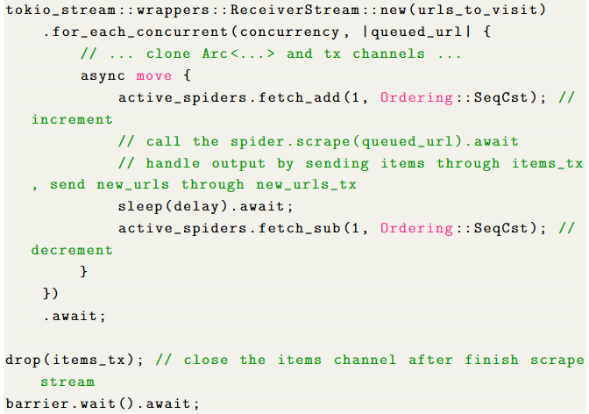 tokio_stream::wrappers::ReceiverStream::new(urls_to_visit)
    .for_each_concurrent(concurrency, |queued_url| {
        // ... clone Arc<...> and tx channels ...
        async move {
            active_spiders.fetch_add(1, Ordering::SeqCst); //
    increment
            // call the spider.scrape(queued_url).await
            // handle output by sending items through items_tx
    , send new_urls through new_urls_tx
            sleep(delay).await;
            active_spiders.fetch_sub(1, Ordering::SeqCst); //
    decrement
        }
    })
    .await;

drop(items_tx); // close the items channel after finish scrape
    stream
barrier.wait().await;